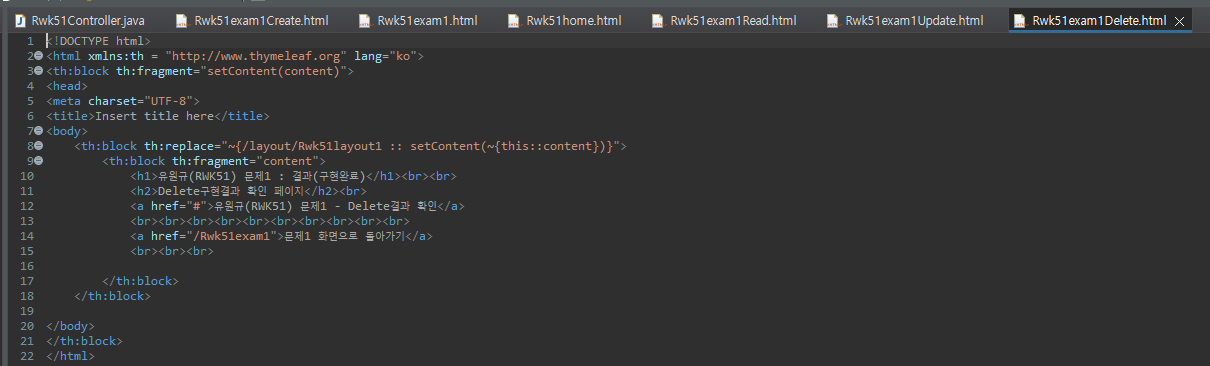 Rwk51Controller.java Rwk51exam1Create.html Rwk51exam1.html Rwk51home.html Rwk51exam1Read.html Rwk51exam1Update.html Rwk51exam1Delete.html
1 <!DOCTYPE html>
2 <html xmlns:th = "http://www.thymeleaf.org" lang="ko">
3 <th:block th:fragment="setContent(content)">
4 <head>
5 <meta charset="UTF-8">
6 <title>Insert title here</title>
7 <body>
8 <th:block th:replace="~{/layout/Rwk51layout1 :: setContent(~{this::content})}">
9 <th:block th:fragment="content">
10 <h1>유원규(RWK51) 문제1 : 결과(구현완료)</h1><br><br>
11 <h2>Delete구현결과 확인 페이지</h2><br>
12 <a href="#">유원규(RWK51) 문제1 - Delete결과 확인</a>
13 <br><br><br><br><br><br><br><br><br><br>
14 <a href="/Rwk51exam1">문제1 화면으로 돌아가기</a>
15 <br><br><br>
16
17 </th:block>
18 </th:block>
19
20 </body>
21 </th:block>
22 </html>